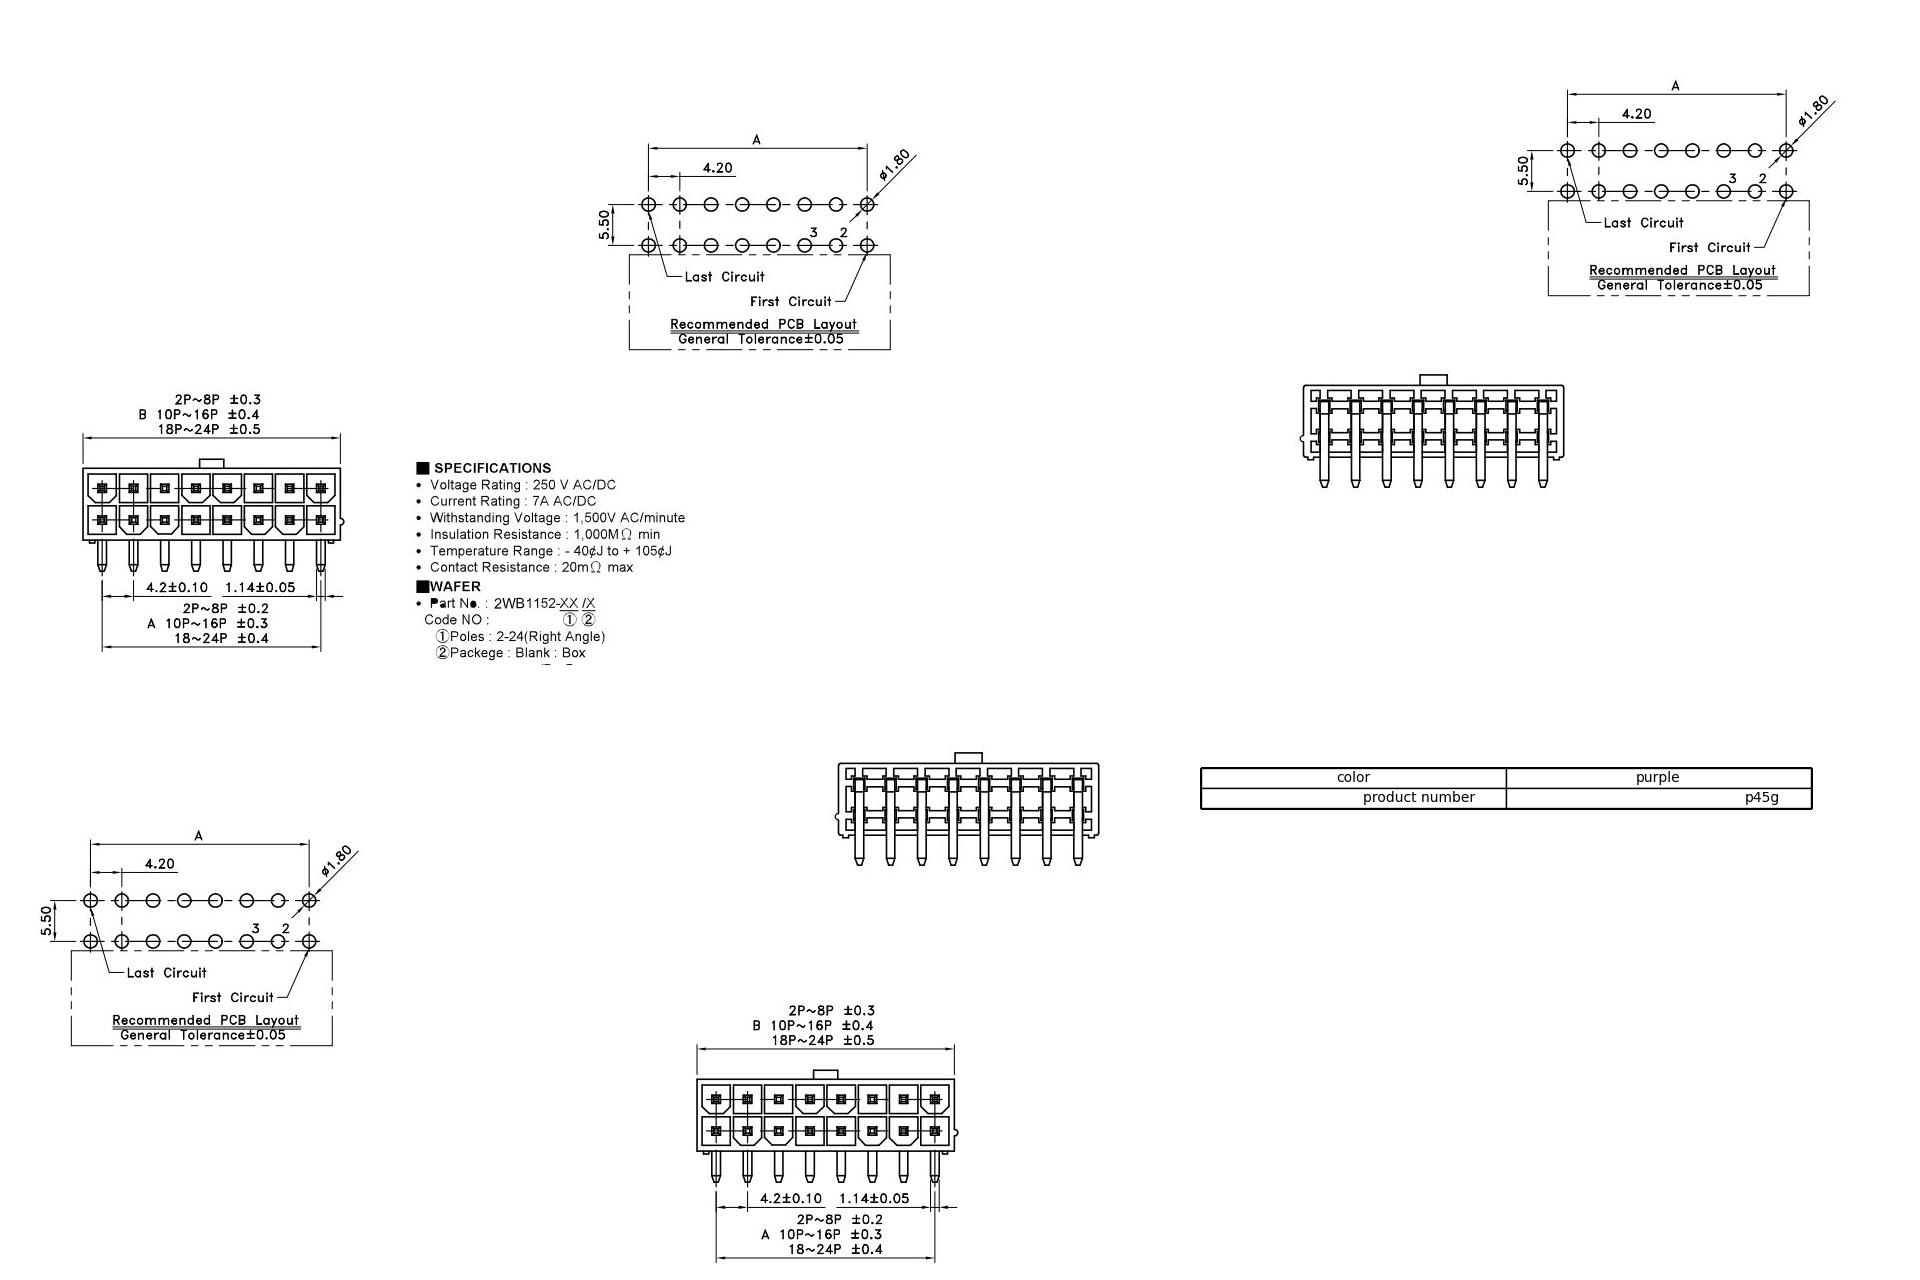 A
4.20
ø1.80
5.50
3 2
Last Circuit
First Circuit
Recommended PCB Layout
General Tolerance±0.05
A
4.20
ø1.80
5.50
3 2
Last Circuit
First Circuit
Recommended PCB Layout
General Tolerance±0.05
2P~8P ±0.3
B 10P~16P ±0.4
18P~24P ±0.5
4.2±0.10 1.14±0.05
2P~8P ±0.2
A 10P~16P ±0.3
18~24P ±0.4
■ SPECIFICATIONS
• Voltage Rating : 250 V AC/DC
• Current Rating : 7A AC/DC
• Withstanding Voltage : 1,500V AC/minute
• Insulation Resistance : 1,000MΩ min
• Temperature Range : - 40¢J to + 105¢J
• Contact Resistance : 20mΩ max
■WAFER
• Part No. : 2WB1152-XX /X
Code NO : ① ②
①Poles : 2-24(Right Angle)
②Packege : Blank : Box
color purple
product number p45g
A
4.20
ø1.80
5.50
3 2
Last Circuit
First Circuit
Recommended PCB Layout
General Tolerance±0.05
2P~8P ±0.3
B 10P~16P ±0.4
18P~24P ±0.5
4.2±0.10 1.14±0.05
2P~8P ±0.2
A 10P~16P ±0.3
18~24P ±0.4